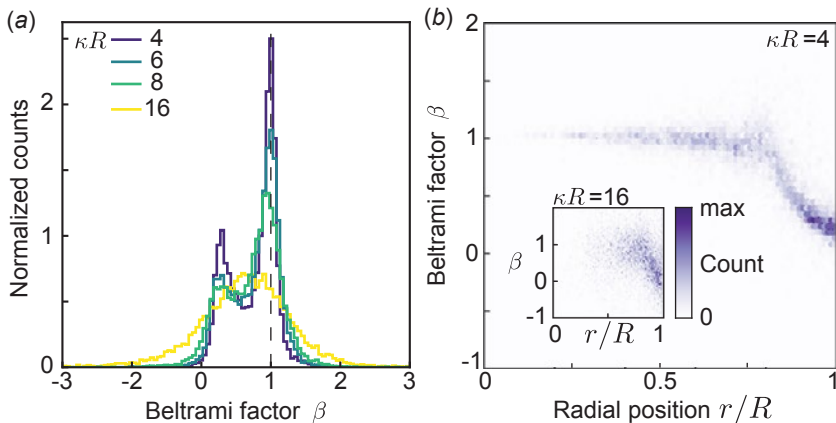 (a)
κR
4
6
8
16
Normalized counts
2
1
0
-3 -2 -1 0 1 2 3
Beltrami factor β
(b)
κR=4
Beltrami factor β
2
1
0
-1
κR=16
β
2
1
0
-1
0 1
r/R
max
Count
0
0 0.5 1
Radial position r/R